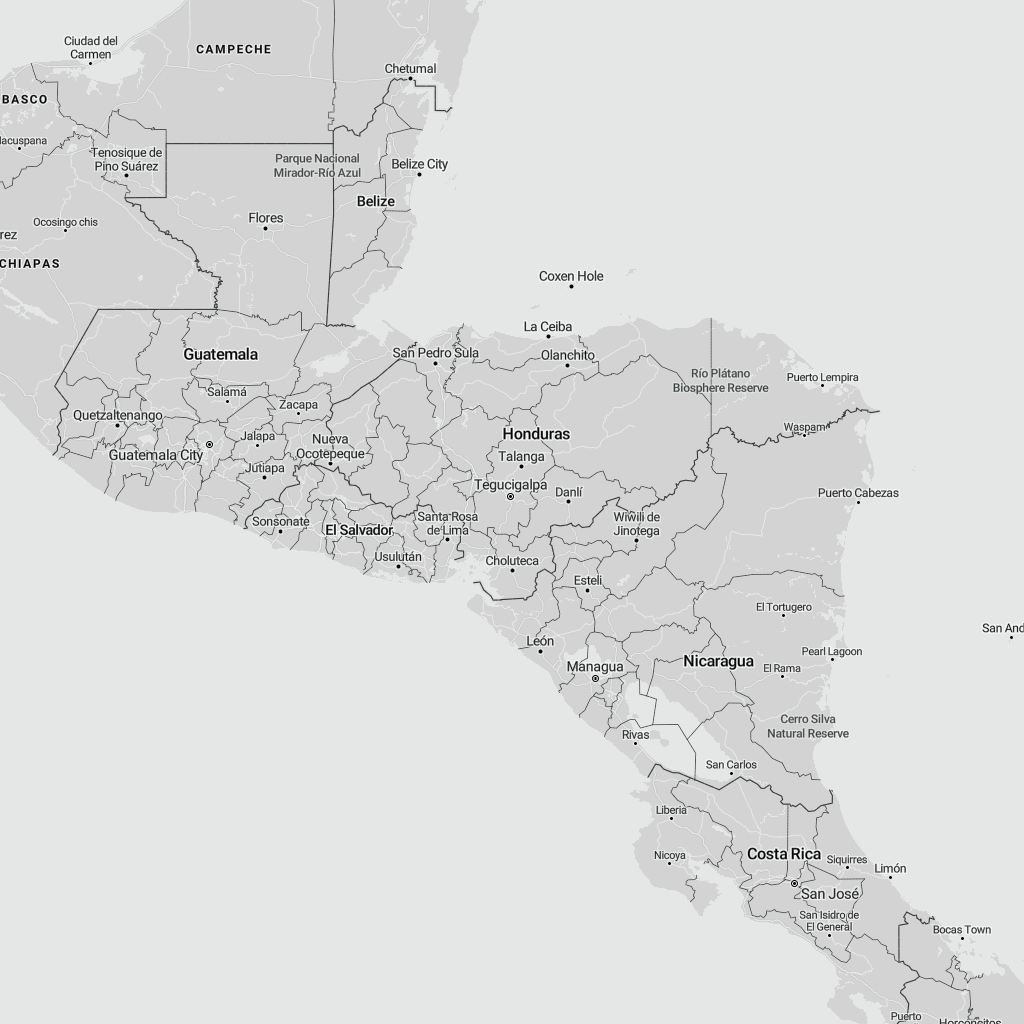 Ciudad del
Carmen
CAMPECHE
Chetumal
BASCO
lacuspana
Tenosique de
Pino Suárez
Parque Nacional
Mirador-Río Azul
Belize City
Belize
Ocosingo chis
Flores
rez
CHIAPAS
Coxen Hole
La Ceiba
Guatemala
San Pedro Sula
Olanchito
Río Plátano
Biosphere Reserve
Puerto Lempira
Salamá
Zacapa
Quetzaltenango
Waspam
Jalapa
Nueva
Ocotepeque
Honduras
Guatemala City
Talanga
Jutiapa
Tegucigalpa
Danlí
Puerto Cabezas
Sonsonate
El Salvador
Santa Rosa
de Lima
Wiwilí de
Jinotega
Usulután
Choluteca
Esteli
El Tortugero
San And
León
Pearl Lagoon
Managua
Nicaragua
El Rama
Cerro Silva
Natural Reserve
Rivas
San Carlos
Liberia
Nicoya
Costa Rica
Siquirres
Limón
San José
San Isidro de
El General
Bocas Town
Puerto
Horconcitos